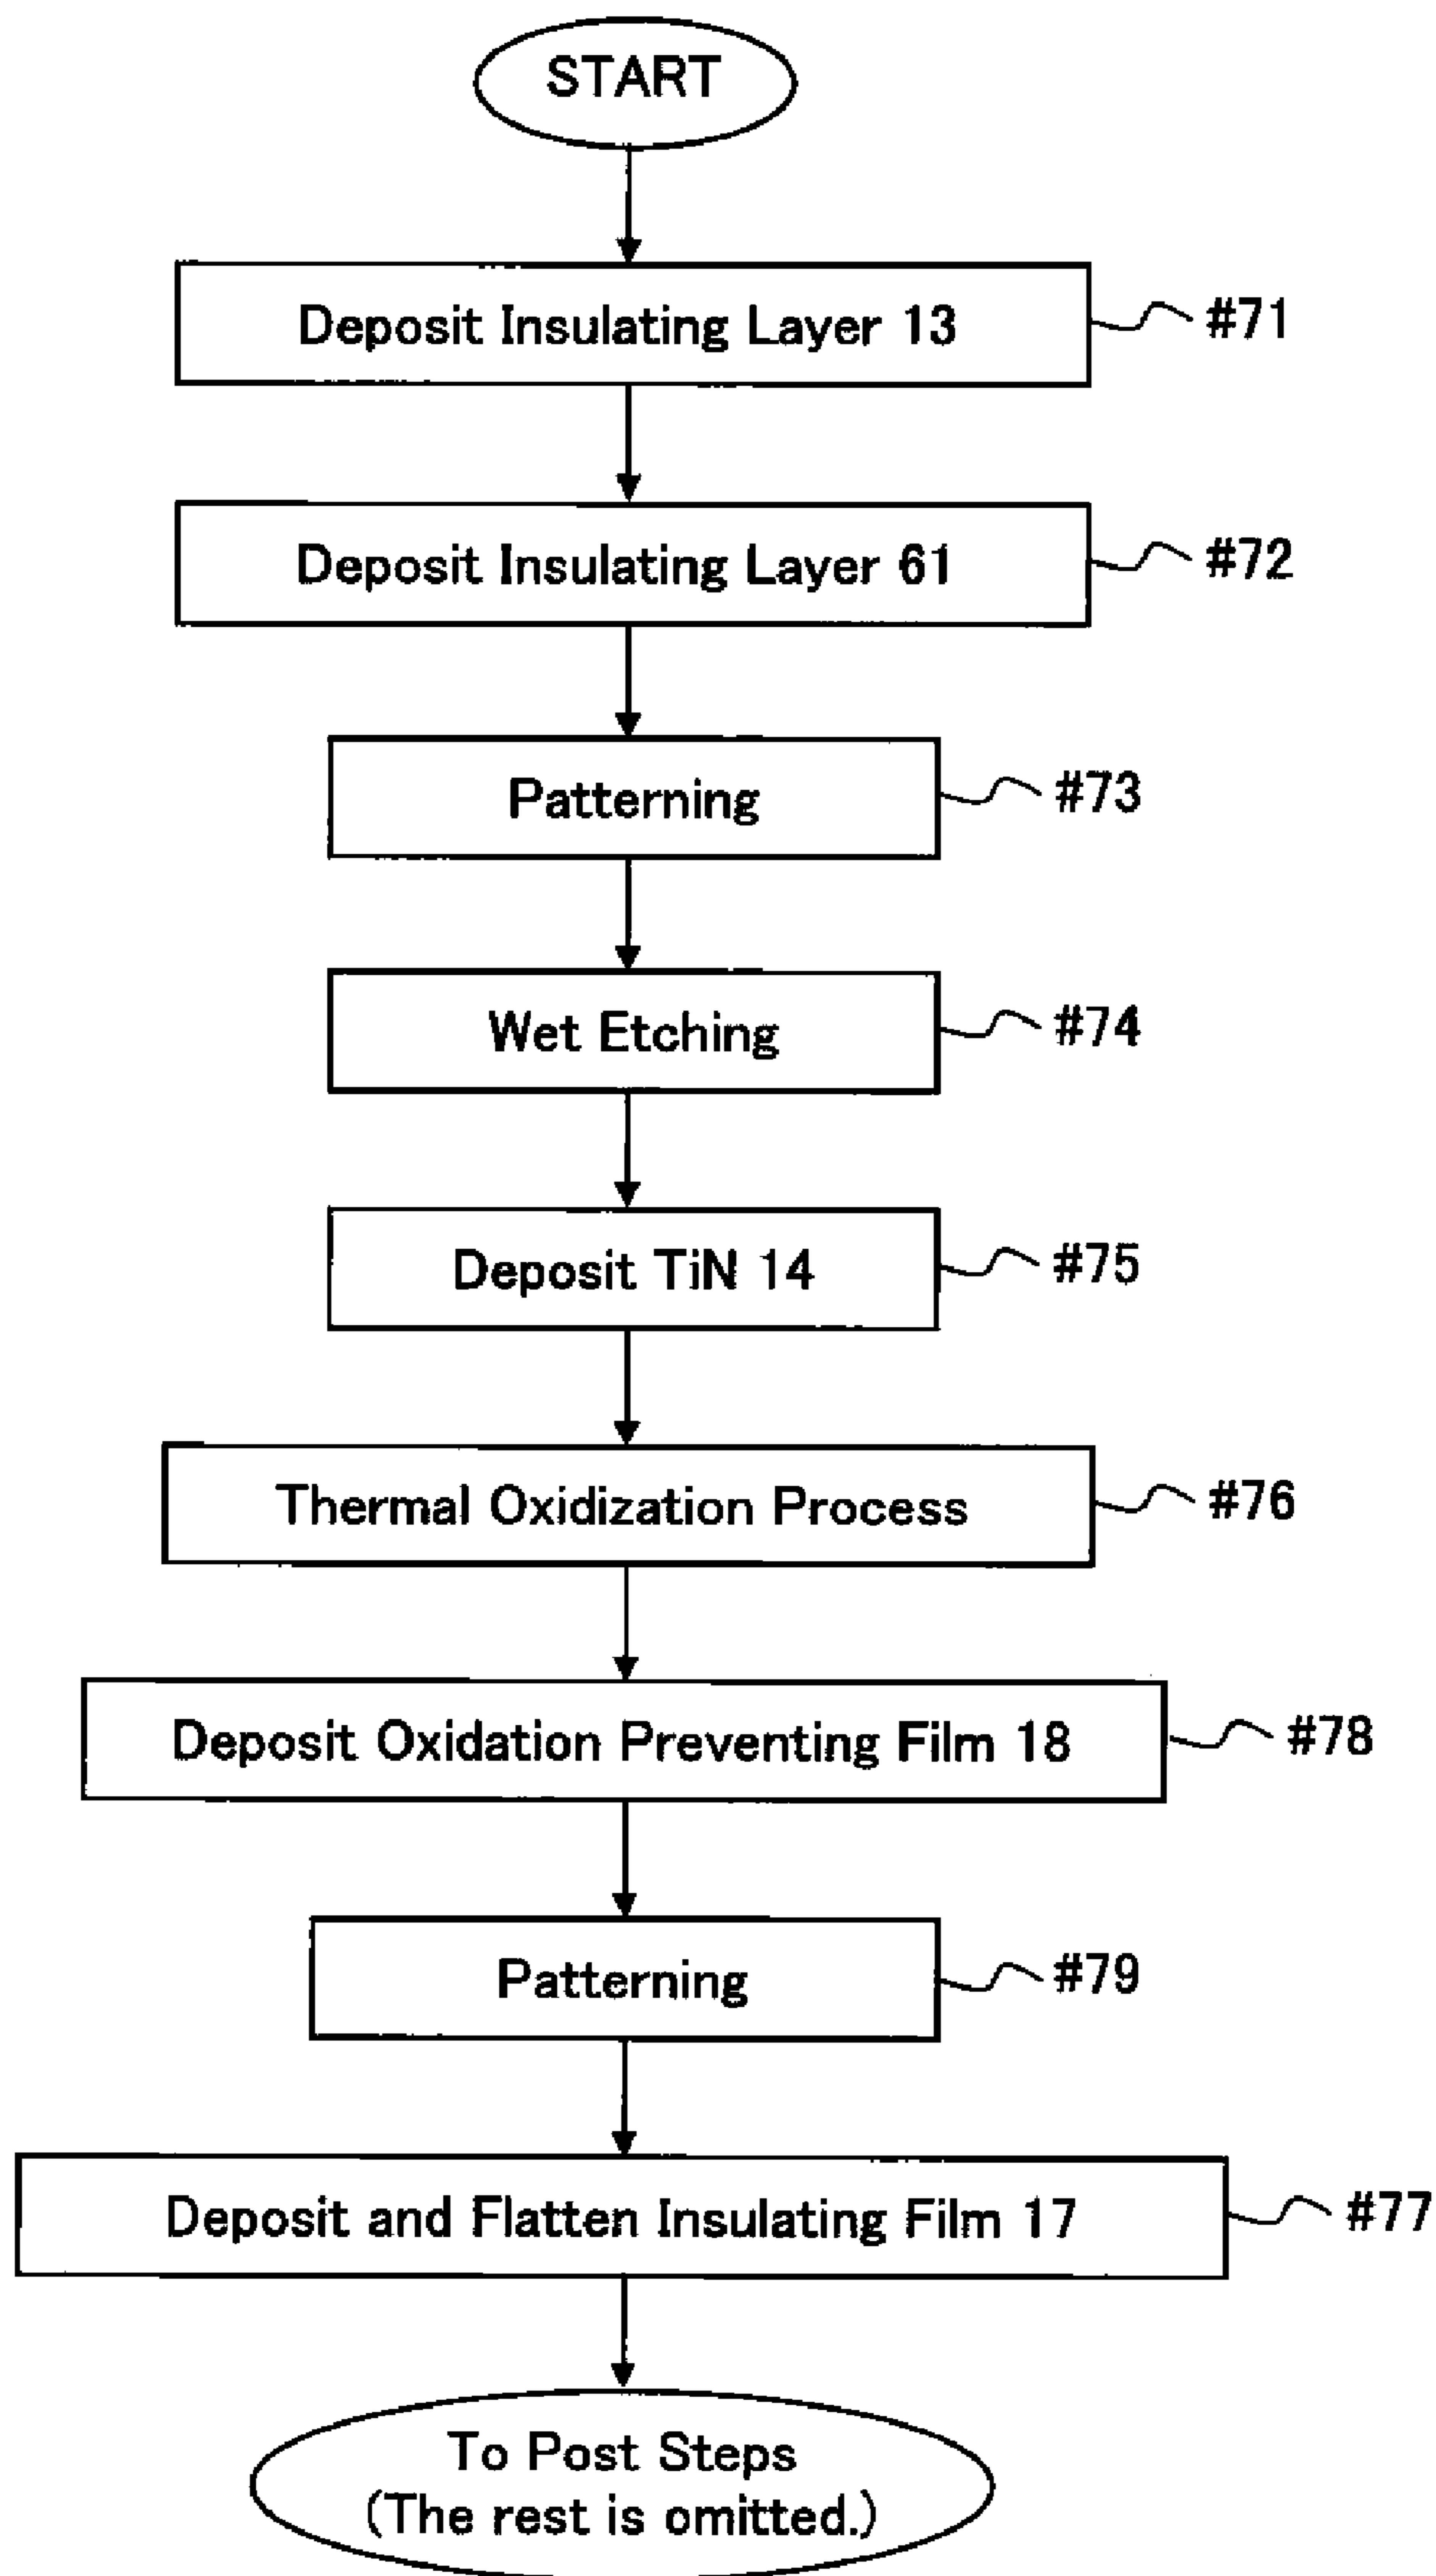 START
Deposit Insulating Layer 13
#71
Deposit Insulating Layer 61
#72
Patterning
#73
Wet Etching
#74
Deposit TiN 14
#75
Thermal Oxidization Process
#76
Deposit Oxidation Preventing Film 18
#78
Patterning
#79
Deposit and Flatten Insulating Film 17
#77
To Post Steps
(The rest is omitted.)